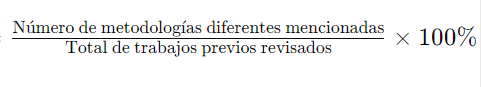 Número de metodologías diferentes mencionadas
Total de trabajos previos revisados
× 100%